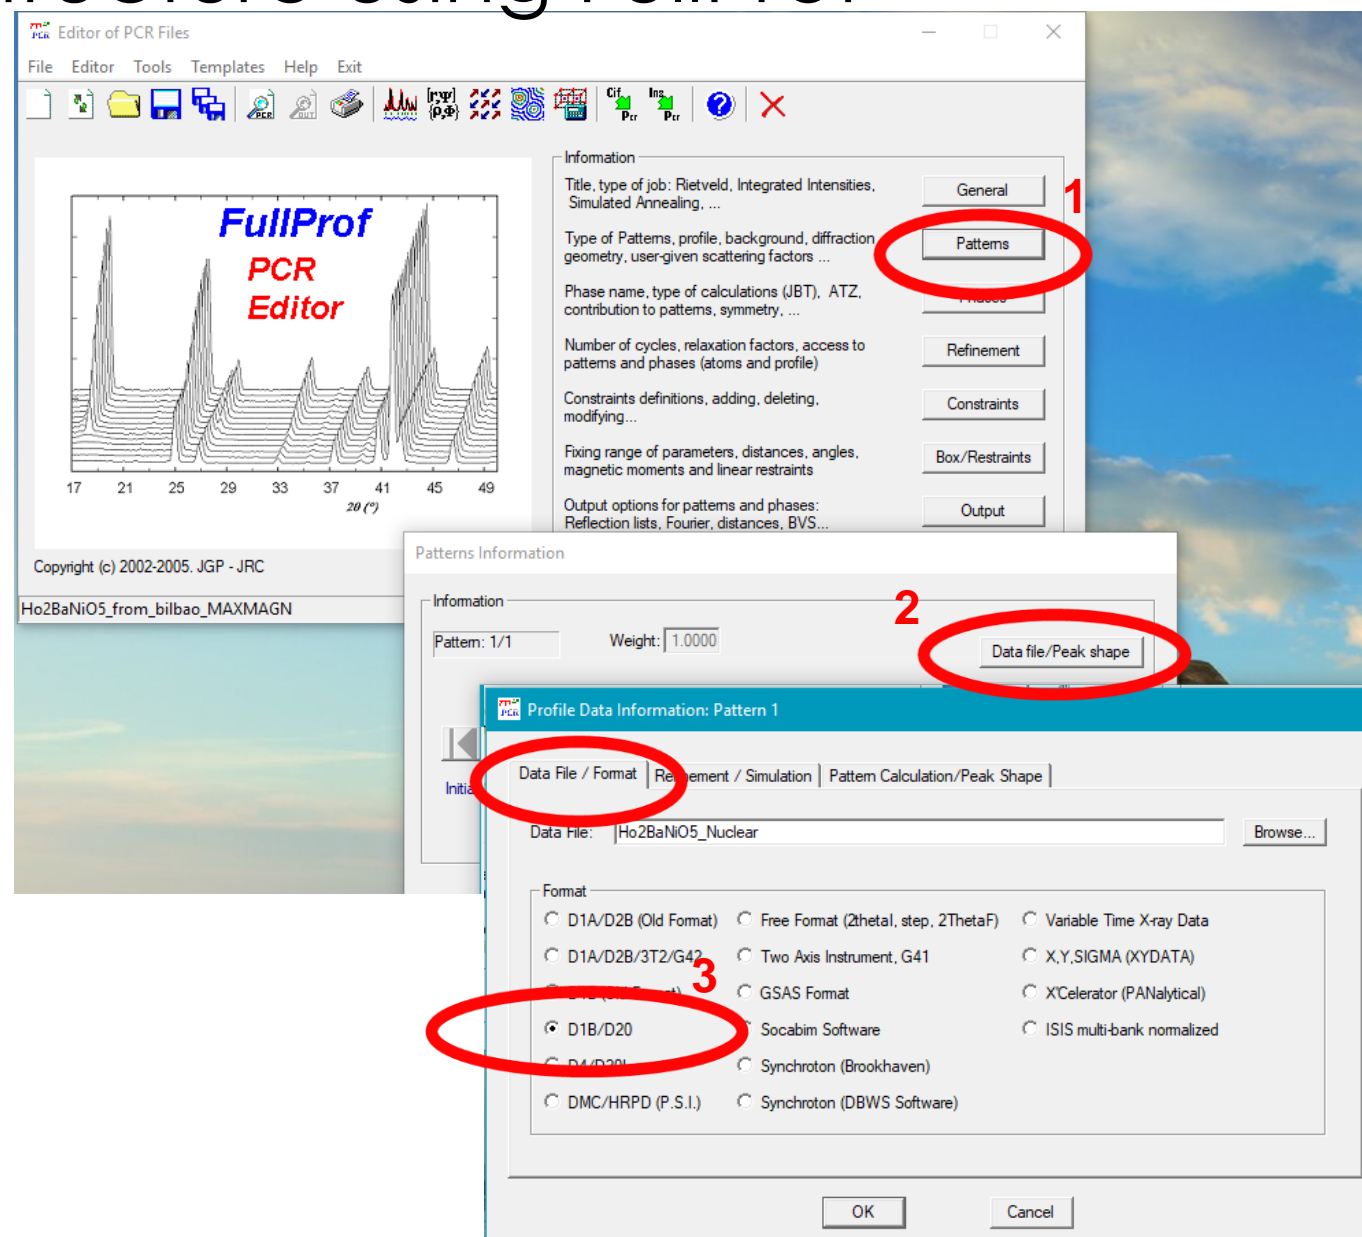 using FullProf
Editor of PCR Files
File Editor Tools Templates Help Exit
Information
Title, type of job: Rietveld, Integrated Intensities,
Simulated Annealing, ...
General
1
Type of Patterns, profile, background, diffraction
geometry, user-given scattering factors ...
Patterns
Phase name, type of calculations (JBT), ATZ,
contribution to patterns, symmetry, ...
Phases
Number of cycles, relaxation factors, access to
patterns and phases (atoms and profile)
Refinement
Constraints definitions, adding, deleting,
modifying...
Constraints
Fixing range of parameters, distances, angles,
magnetic moments and linear restraints
Box/Restraints
Output options for patterns and phases:
Reflection lists, Fourier, distances, BVS...
Output
FullProf
PCR
Editor
17 21 25 29 33 37 41 45 49
2θ (°)
Copyright (c) 2002-2005. JGP - JRC
Ho2BaNiO5_from_bilbao_MAXMAGN
Patterns Information
Information
2
Pattern: 1/1 Weight: 1.0000
Data file/Peak shape
Profile Data Information: Pattern 1
Data File / Format Refinement / Simulation Pattern Calculation/Peak Shape
Data File: Ho2BaNiO5_Nuclear Browse...
Format
D1A/D2B (Old Format) Free Format (2thetaI, step, 2ThetaF) Variable Time X-ray Data
D1A/D2B/3T2/G42 Two Axis Instrument, G41 X,Y,SIGMA (XYDATA)
3
GSAS Format X'Celerator (PANalytical)
D1B/D20 Socabim Software ISIS multi-bank normalized
Synchroton (Brookhaven)
DMC/HRPD (P.S.I.) Synchroton (DBWS Software)
OK Cancel